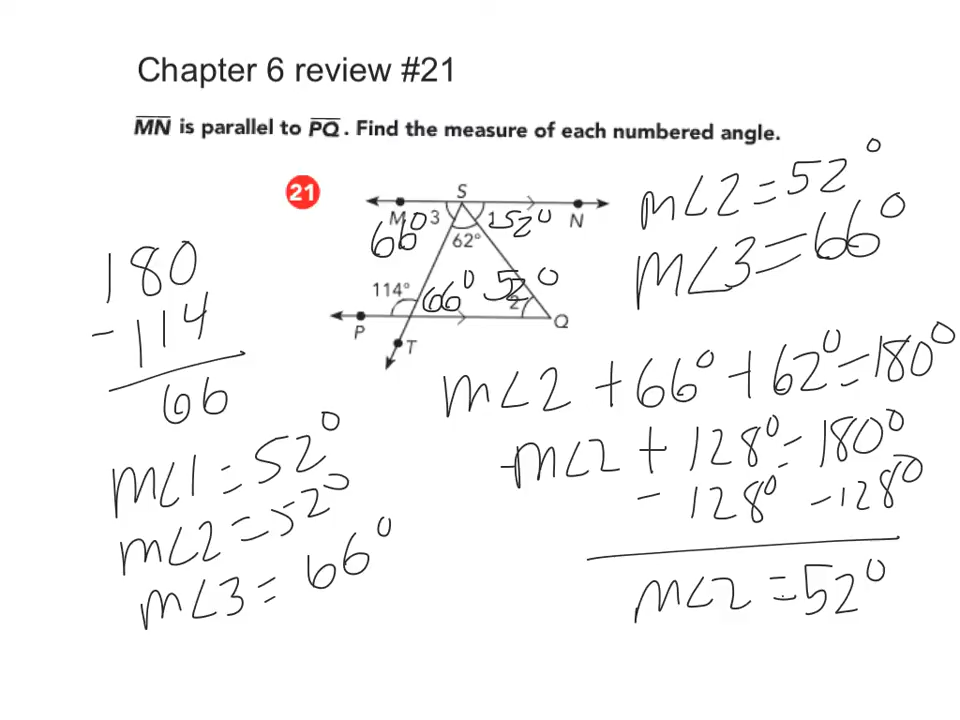 Chapter 6 review #21
MN is parallel to PQ. Find the measure of each numbered angle.
21
S
M 3 1 52° N
66°
62°
114° 66° 52°
2
P Q
T
180
-114
66
m∠1=52°
m∠2=52°
m∠3=66°
m∠2=52°
m∠3=66°
m∠2+66°+62°=180°
m∠2+128°=180°
-128° -128°
m∠2=52°